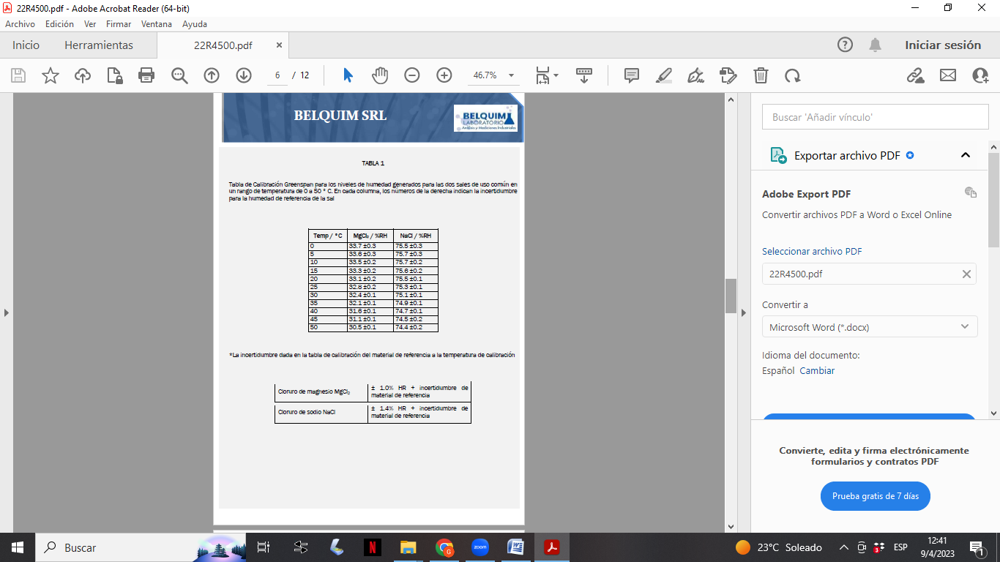 22R4500.pdf - Adobe Acrobat Reader (64-bit)
Archivo Edición Ver Firmar Ventana Ayuda
Inicio Herramientas 22R4500.pdf Iniciar sesión
6 / 12 46.7%
BELQUIM SRL
BELQUIM
LABORATORIO
Análisis y Mediciones Industriales
TABLA 1
Tabla de Calibración Greenspan para los niveles de humedad generados para las dos sales de uso común en
un rango de temperatura de 0 a 50 ° C. En cada columna, los números de la derecha indican la incertidumbre
para la humedad de referencia de la sal
Temp / °C MgCl₂ / %RH NaCl / %RH
0 33.7 ±0.3 75.5 ±0.3
5 33.6 ±0.3 75.7 ±0.3
10 33.5 ±0.2 75.7 ±0.2
15 33.3 ±0.2 75.6 ±0.2
20 33.1 ±0.2 75.5 ±0.1
25 32.8 ±0.2 75.3 ±0.1
30 32.4 ±0.1 75.1 ±0.1
35 32.1 ±0.1 74.9 ±0.1
40 31.6 ±0.1 74.7 ±0.1
45 31.1 ±0.1 74.5 ±0.2
50 30.5 ±0.1 74.4 ±0.2
*La incertidumbre dada en la tabla de calibración del material de referencia a la temperatura de calibración
Cloruro de magnesio MgCl₂ ± 1.0% HR + incertidumbre de
material de referencia
Cloruro de sodio NaCl ± 1.4% HR + incertidumbre de
material de referencia
Buscar 'Añadir vínculo'
Exportar archivo PDF
Adobe Export PDF
Convertir archivos PDF a Word o Excel Online
Seleccionar archivo PDF
22R4500.pdf
Convertir a
Microsoft Word (*.docx)
Idioma del documento:
Español Cambiar
Convierte, edita y firma electrónicamente
formularios y contratos PDF
Prueba gratis de 7 días
Buscar
N
G
zoom
W
3
23°C Soleado
ESP
12:41
9/4/2023
1